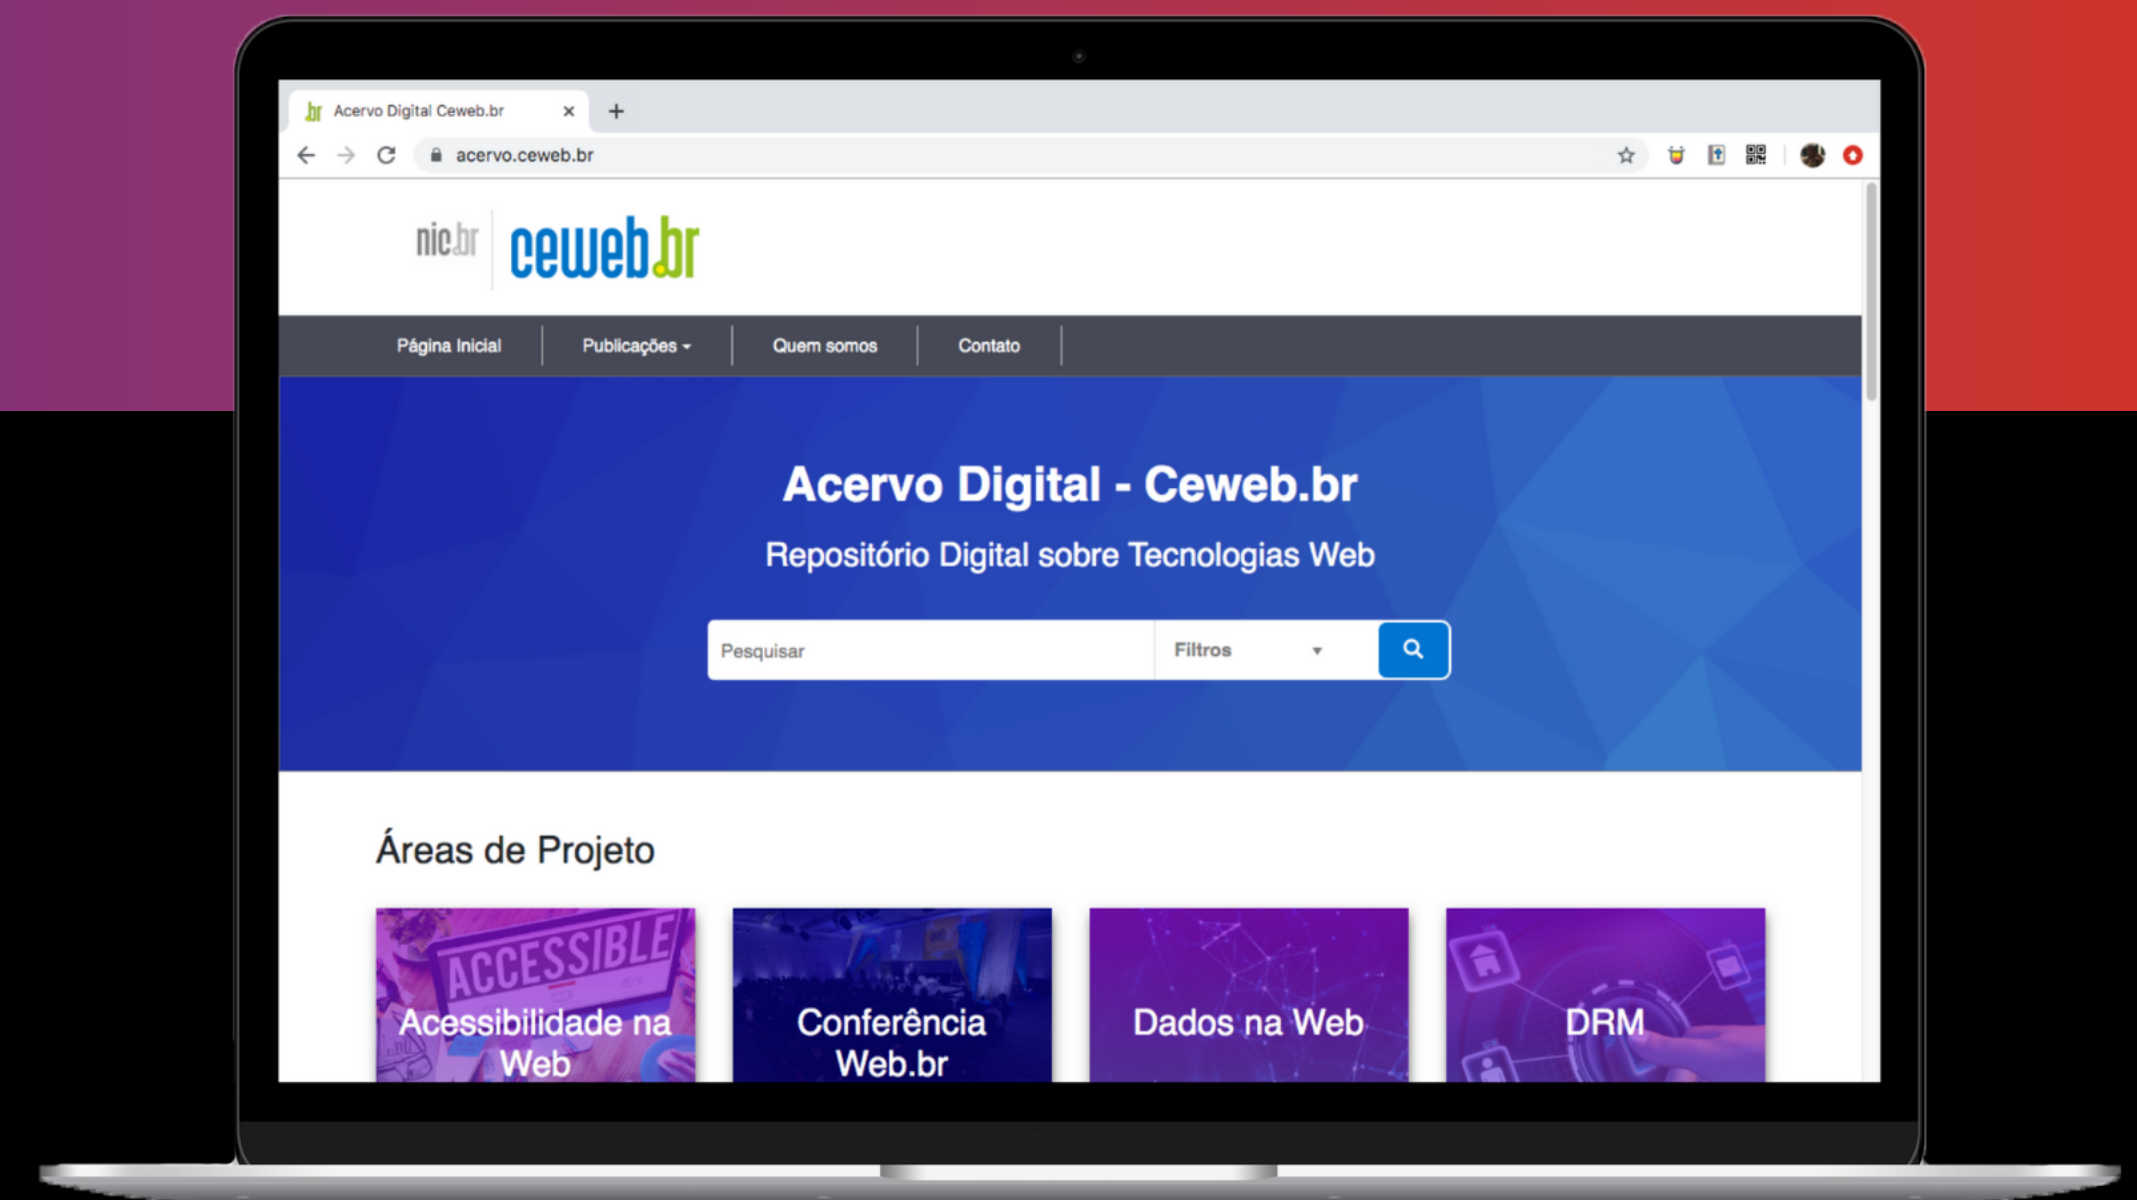 Acervo Digital Ceweb.br
acervo.ceweb.br
nic.br
ceweb.br
Página Inicial
Publicações
Quem somos
Contato
Acervo Digital - Ceweb.br
Repositório Digital sobre Tecnologias Web
Pesquisar
Filtros
Áreas de Projeto
ACCESSIBLE
Acessibilidade na
Web
Conferência
Web.br
Dados na Web
DRM